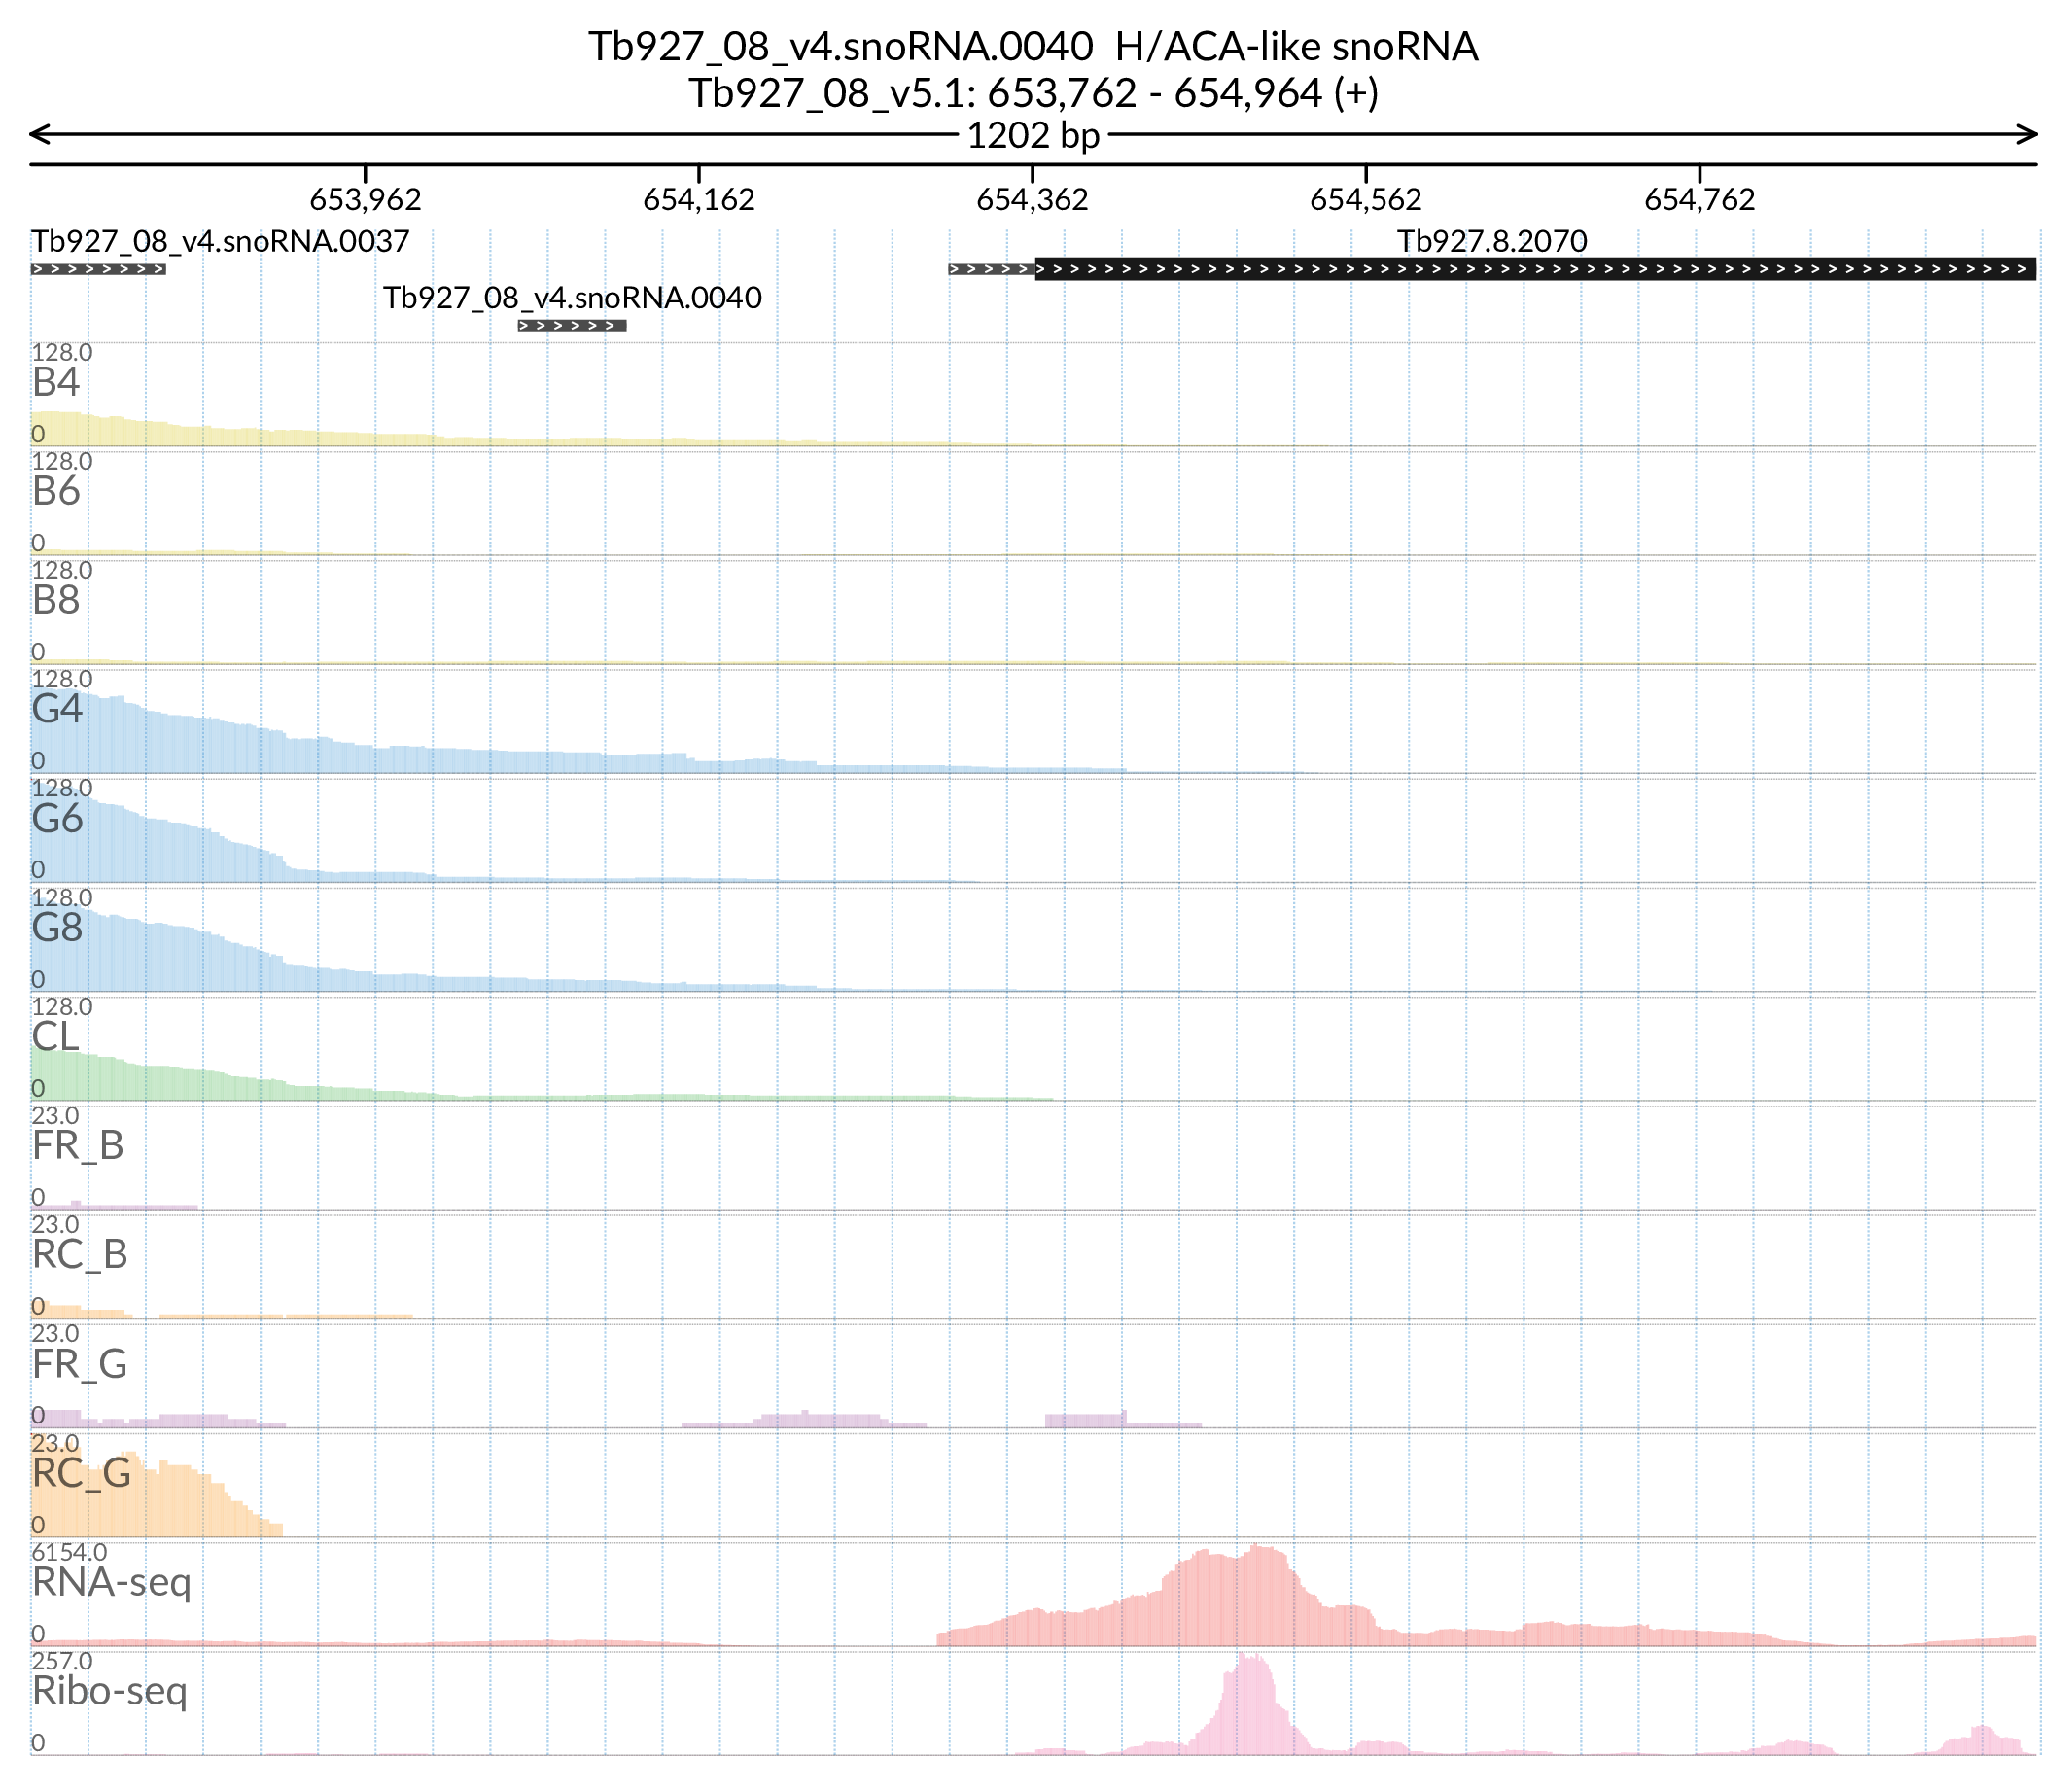 Tb927_08_v4.snoRNA.0040 H/ACA-like snoRNA
Tb927_08_v5.1: 653,762 - 654,964 (+)
1202 bp
653,962 654,162 654,362 654,562 654,762
Tb927_08_v4.snoRNA.0037 Tb927.8.2070
Tb927_08_v4.snoRNA.0040
128.0
B4
0
128.0
B6
0
128.0
B8
0
128.0
G4
0
128.0
G6
0
128.0
G8
0
128.0
CL
0
23.0
FR_B
0
23.0
RC_B
0
23.0
FR_G
0
23.0
RC_G
0
6154.0
RNA-seq
0
257.0
Ribo-seq
0